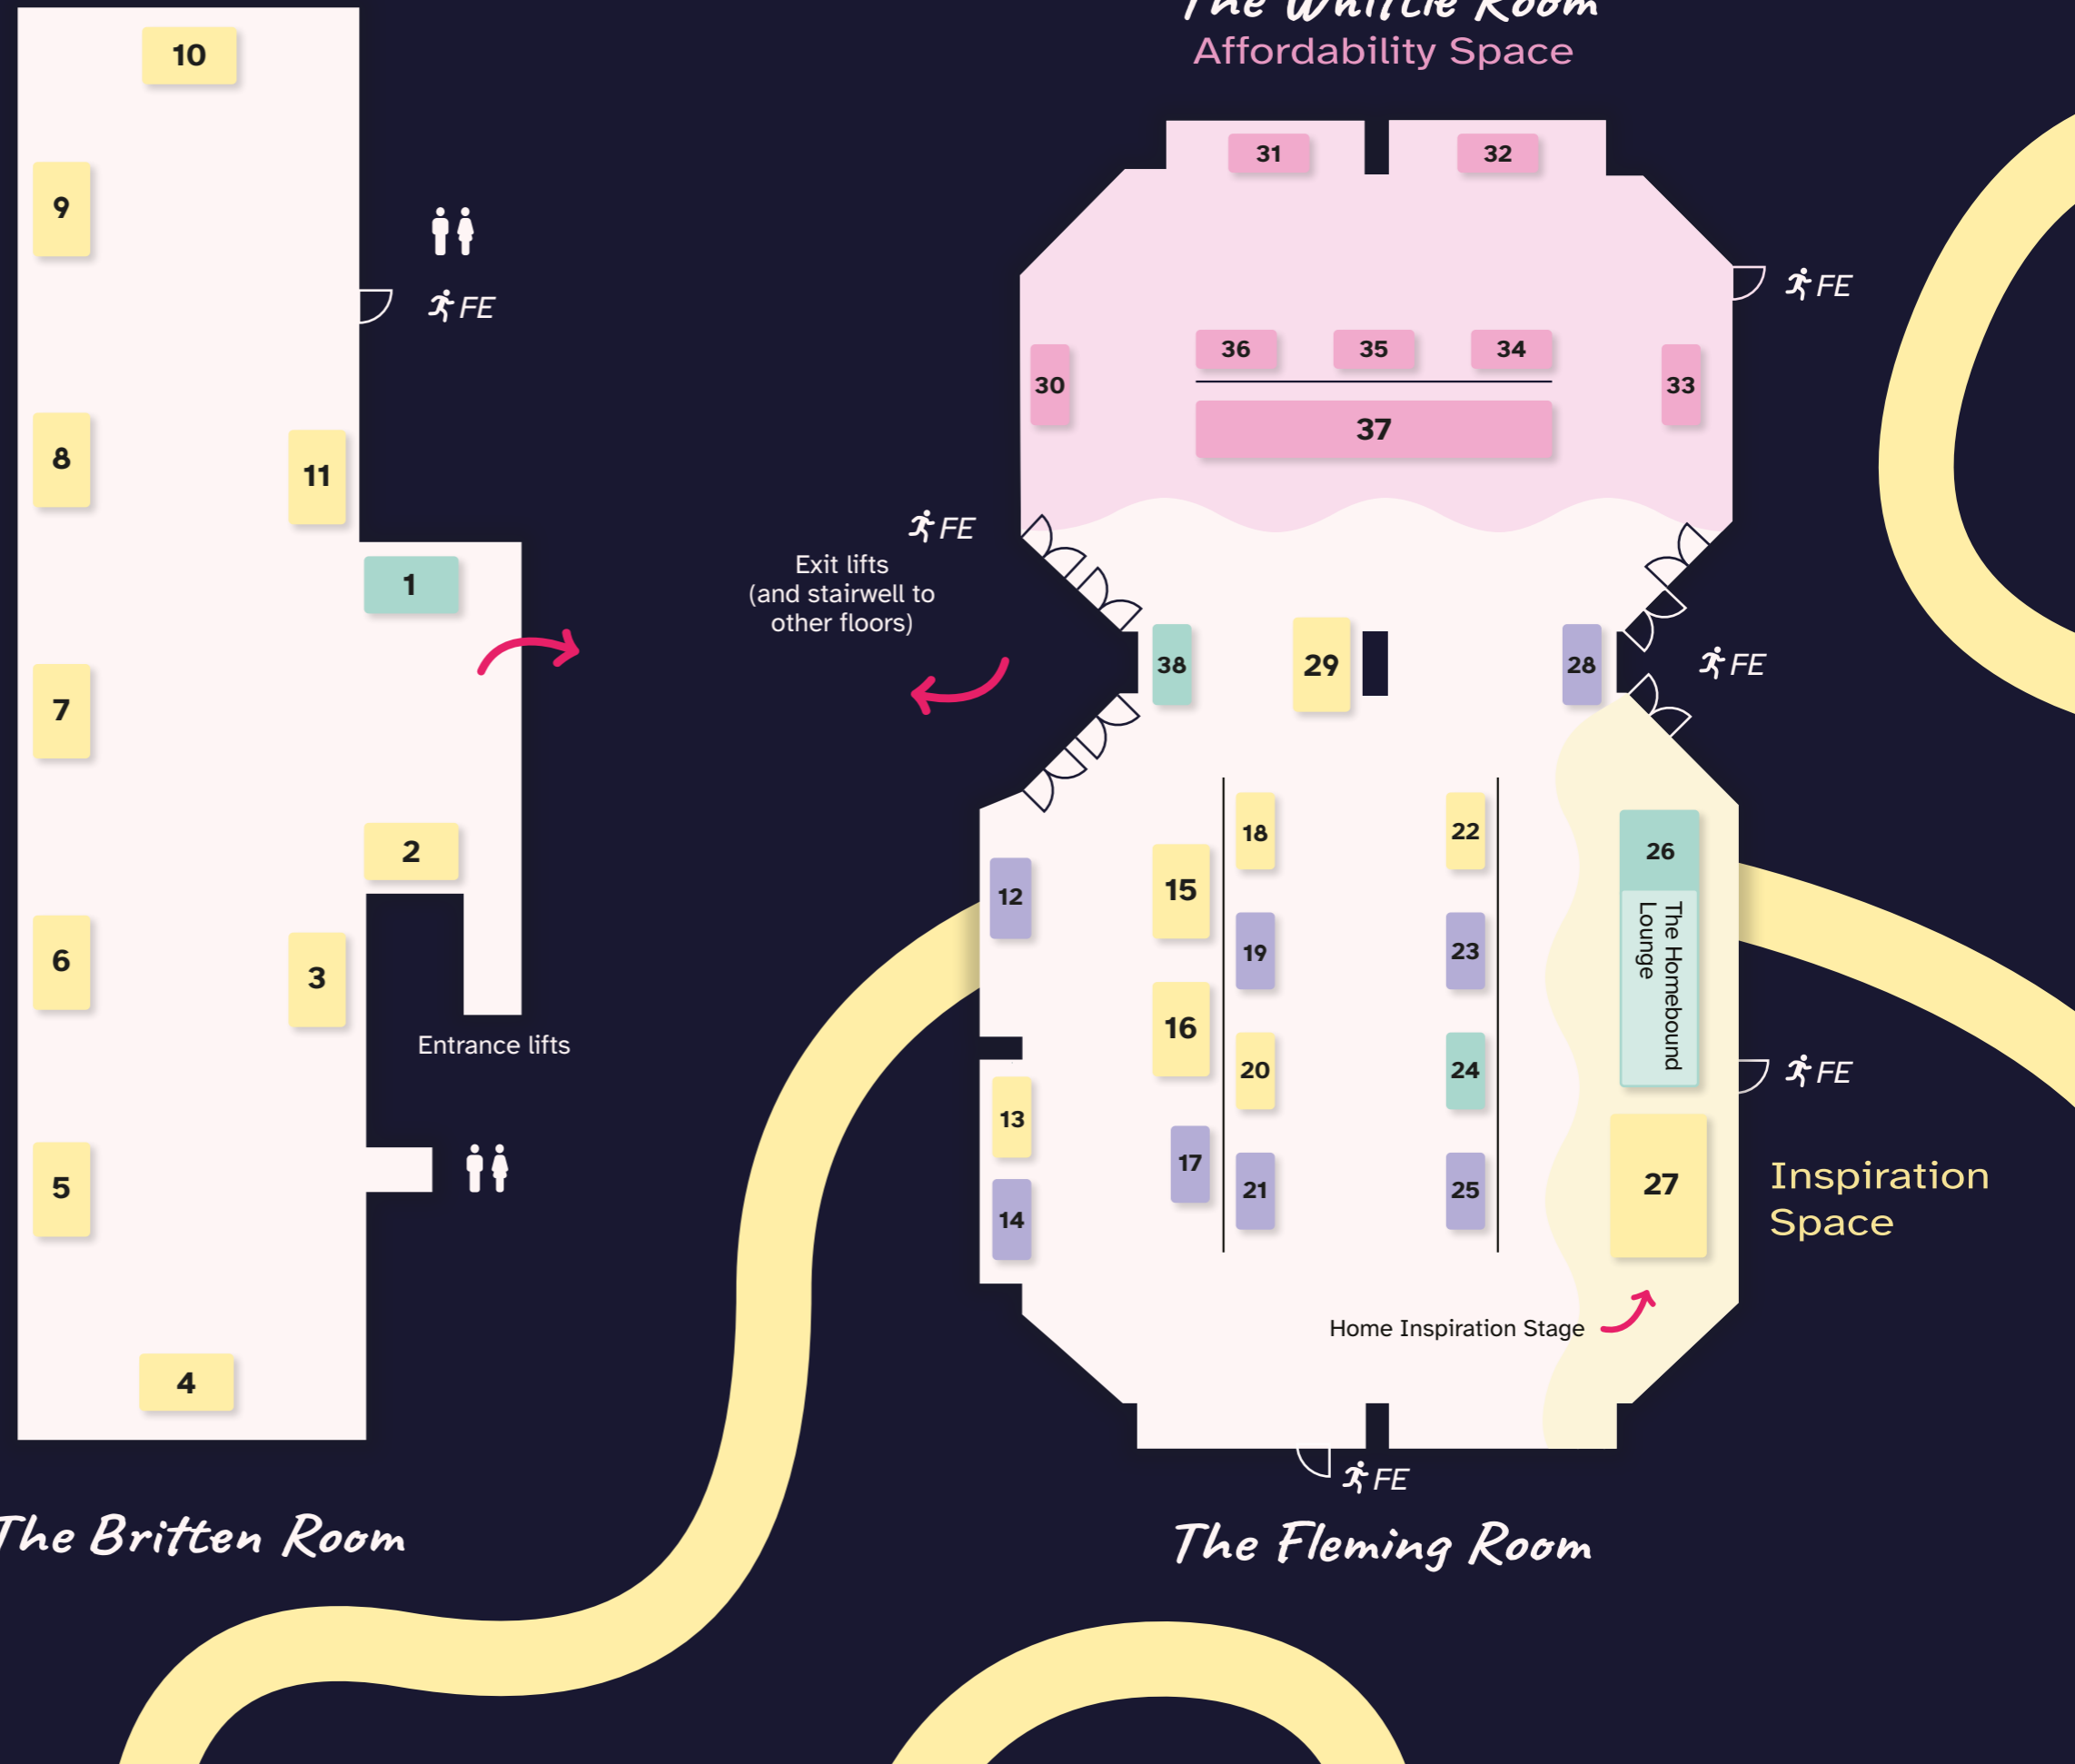 10
9
FE
8
11
1
7
2
6
3
Entrance lifts
5
4
The Britten Room
The Whittle Room
Affordability Space
31
32
FE
36
35
34
30
33
37
FE
Exit lifts
(and stairwell to
other floors)
38
29
28
FE
18
22
12
15
26
19
23
The Homebound
Lounge
16
20
24
FE
13
17
21
25
27
14
Inspiration
Space
Home Inspiration Stage
FE
The Fleming Room